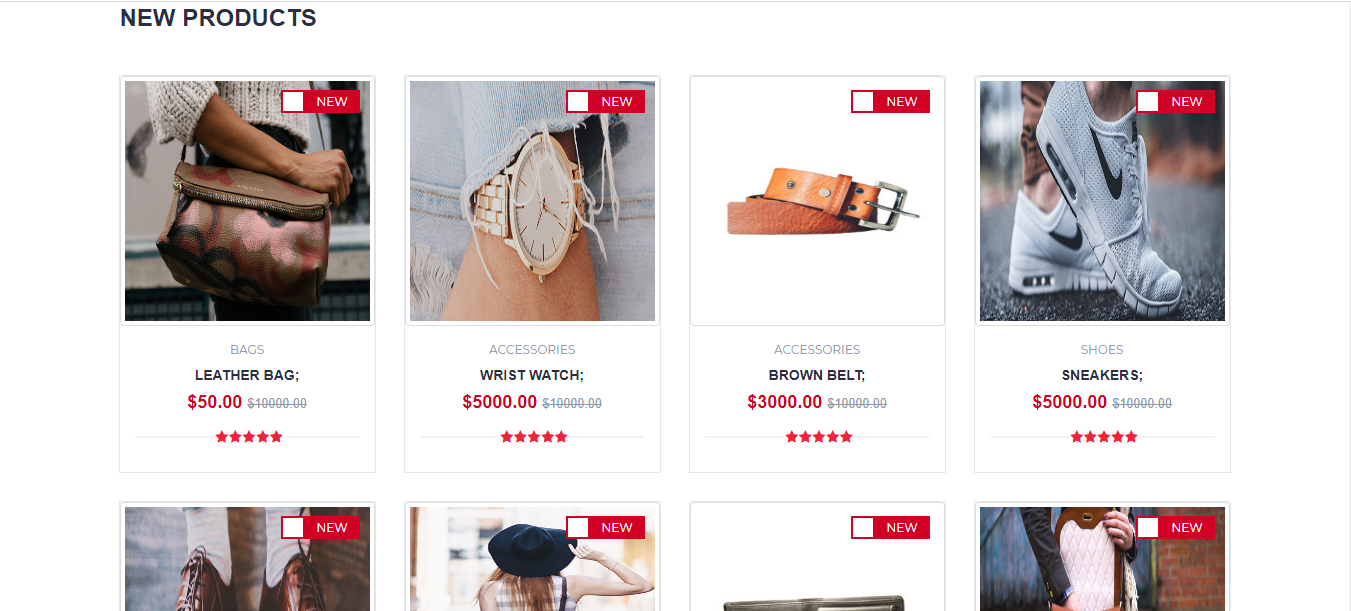 NEW PRODUCTS
NEW
NEW
NEW
NEW
BAGS
ACCESSORIES
ACCESSORIES
SHOES
LEATHER BAG;
WRIST WATCH;
BROWN BELT;
SNEAKERS;
$50.00 $10000.00
$5000.00 $10000.00
$3000.00 $10000.00
$5000.00 $10000.00
NEW
NEW
NEW
NEW